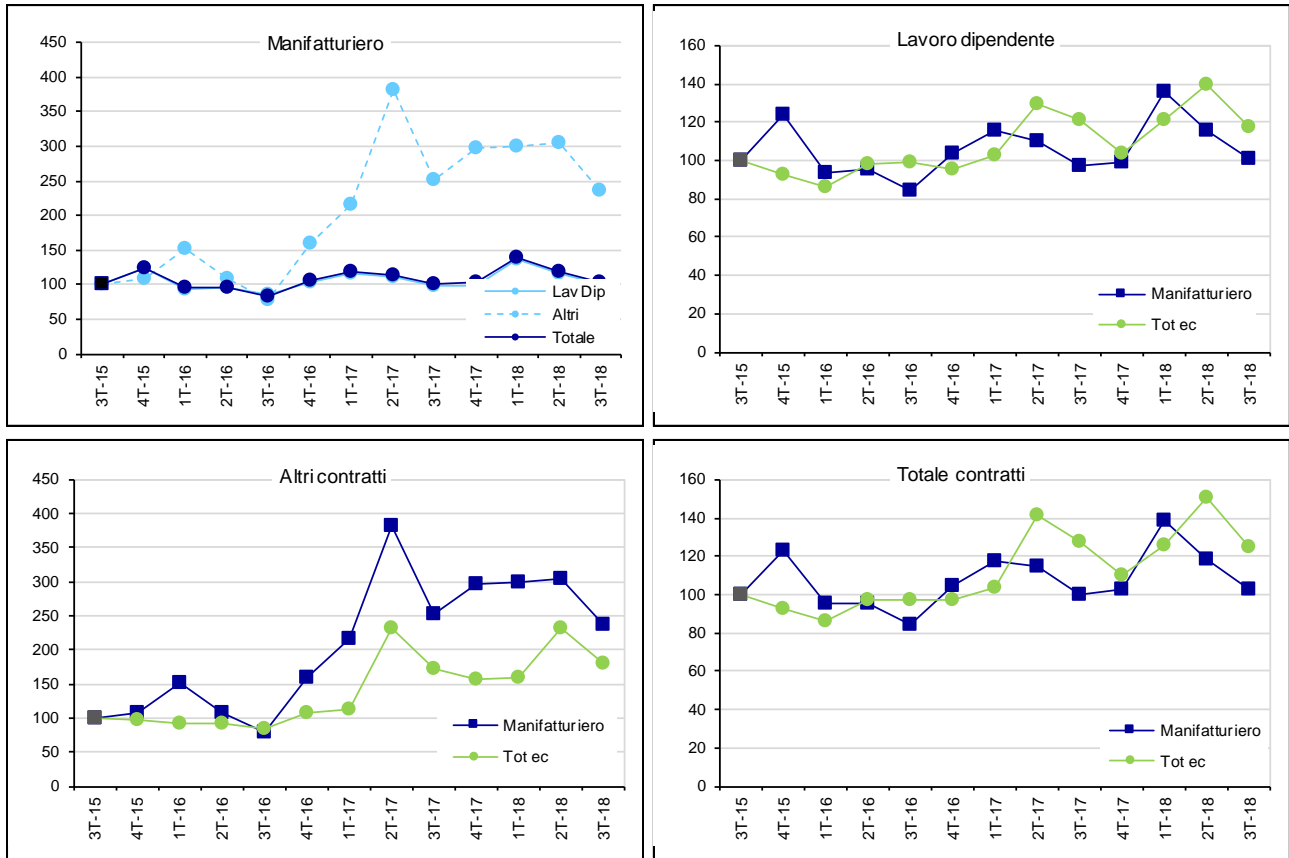 Manifatturiero
450
400
350
300
250
200
150
100
50
0
Lav Dip
Altri
Totale
3T-15
4T-15
1T-16
2T-16
3T-16
4T-16
1T-17
2T-17
3T-17
4T-17
1T-18
2T-18
3T-18
Lavoro dipendente
160
140
120
100
80
60
40
20
0
Manifatturiero
Tot ec
3T-15
4T-15
1T-16
2T-16
3T-16
4T-16
1T-17
2T-17
3T-17
4T-17
1T-18
2T-18
3T-18
Altri contratti
450
400
350
300
250
200
150
100
50
0
Manifatturiero
Tot ec
3T-15
4T-15
1T-16
2T-16
3T-16
4T-16
1T-17
2T-17
3T-17
4T-17
1T-18
2T-18
3T-18
Totale contratti
160
140
120
100
80
60
40
20
0
Manifatturiero
Tot ec
3T-15
4T-15
1T-16
2T-16
3T-16
4T-16
1T-17
2T-17
3T-17
4T-17
1T-18
2T-18
3T-18